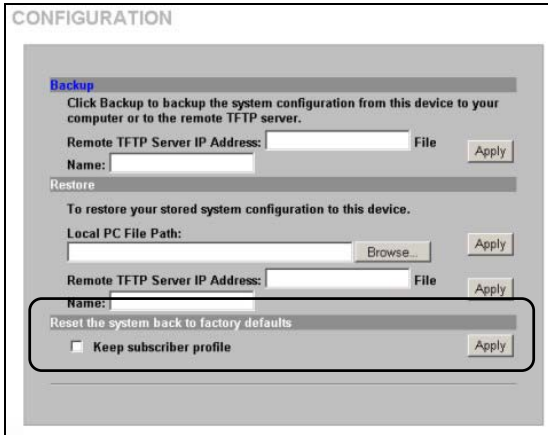 CONFIGURATION
Backup
Click Backup to backup the system configuration from this device to your
computer or to the remote TFTP server.
Remote TFTP Server IP Address: File
Name: Apply
Restore
To restore your stored system configuration to this device.
Local PC File Path:
Browse... Apply
Remote TFTP Server IP Address: File
Name: Apply
Reset the system back to factory defaults
Keep subscriber profile Apply